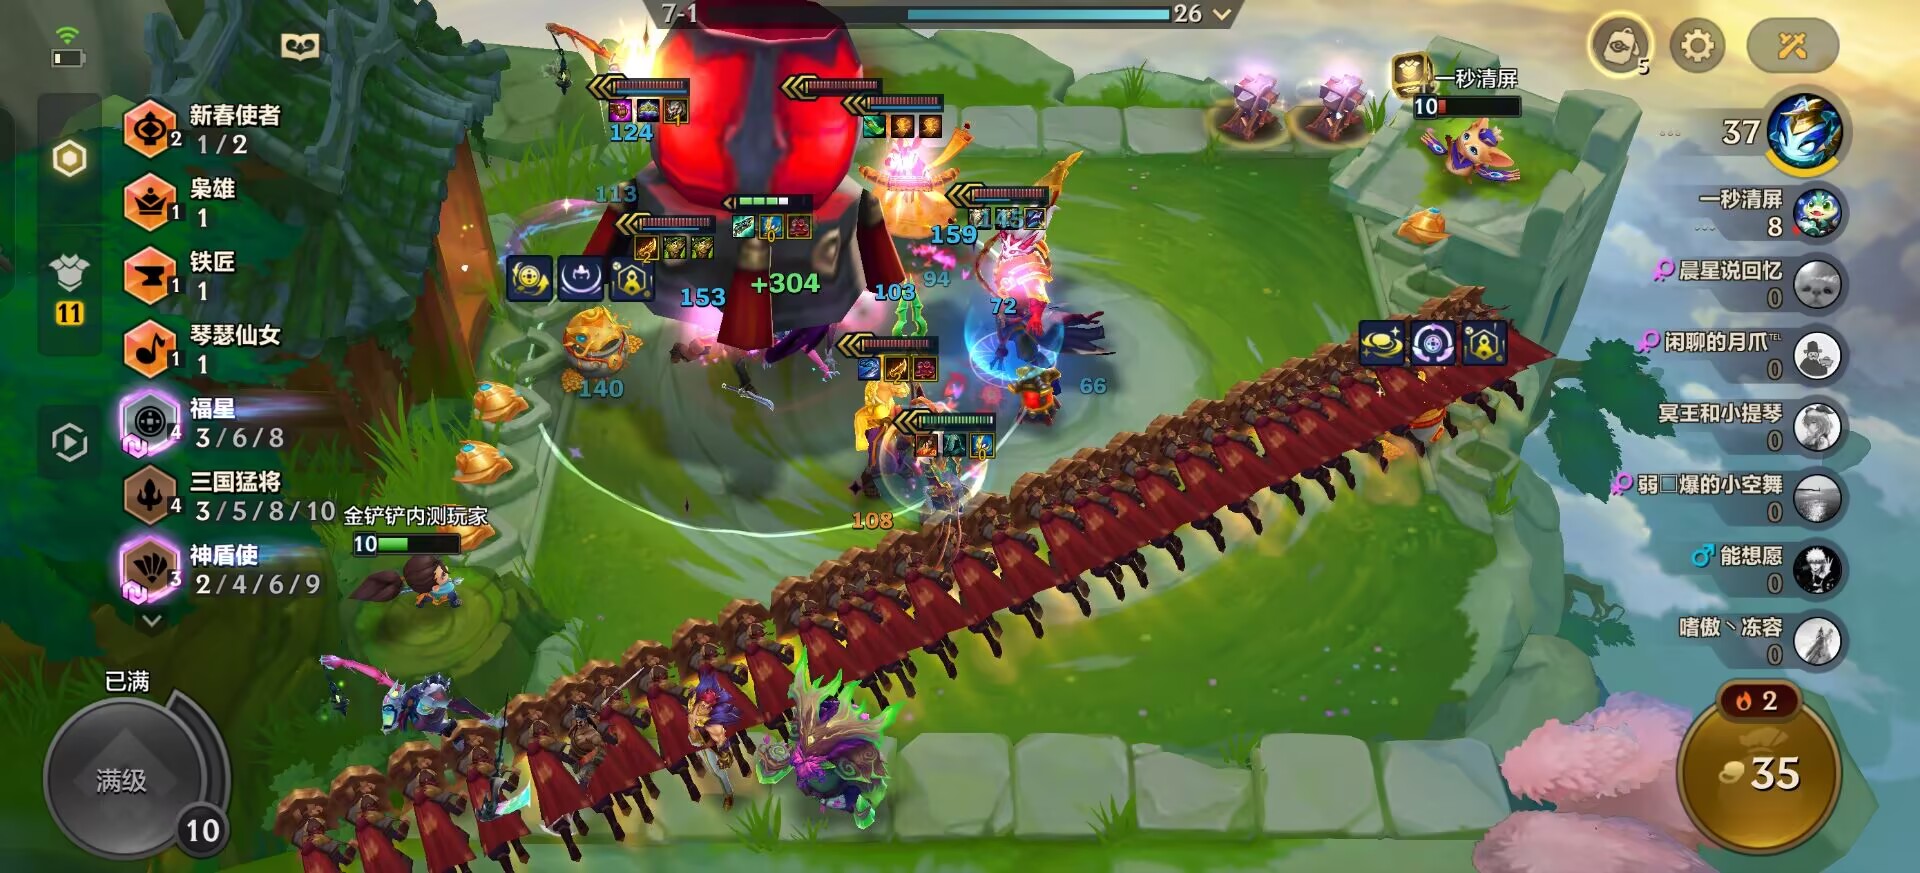 7-1
26
新春使者
2
1/2
枭雄
1
1
铁匠
1
1
琴瑟仙女
1
1
福星
4
3/6/8
三国猛将
4
3/5/8/10
神盾使
3
2/4/6/9
11
已满
满级
10
金铲铲内测玩家
10
124
113
159
145
94
103
72
153
+304
140
66
108
一秒清屏
10
5
37
一秒清屏
8
晨星说回忆
0
闲聊的月爪TEL
0
冥王和小提琴
0
弱□爆的小空舞
0
能想愿
0
嗜傲丶冻容
0
2
35